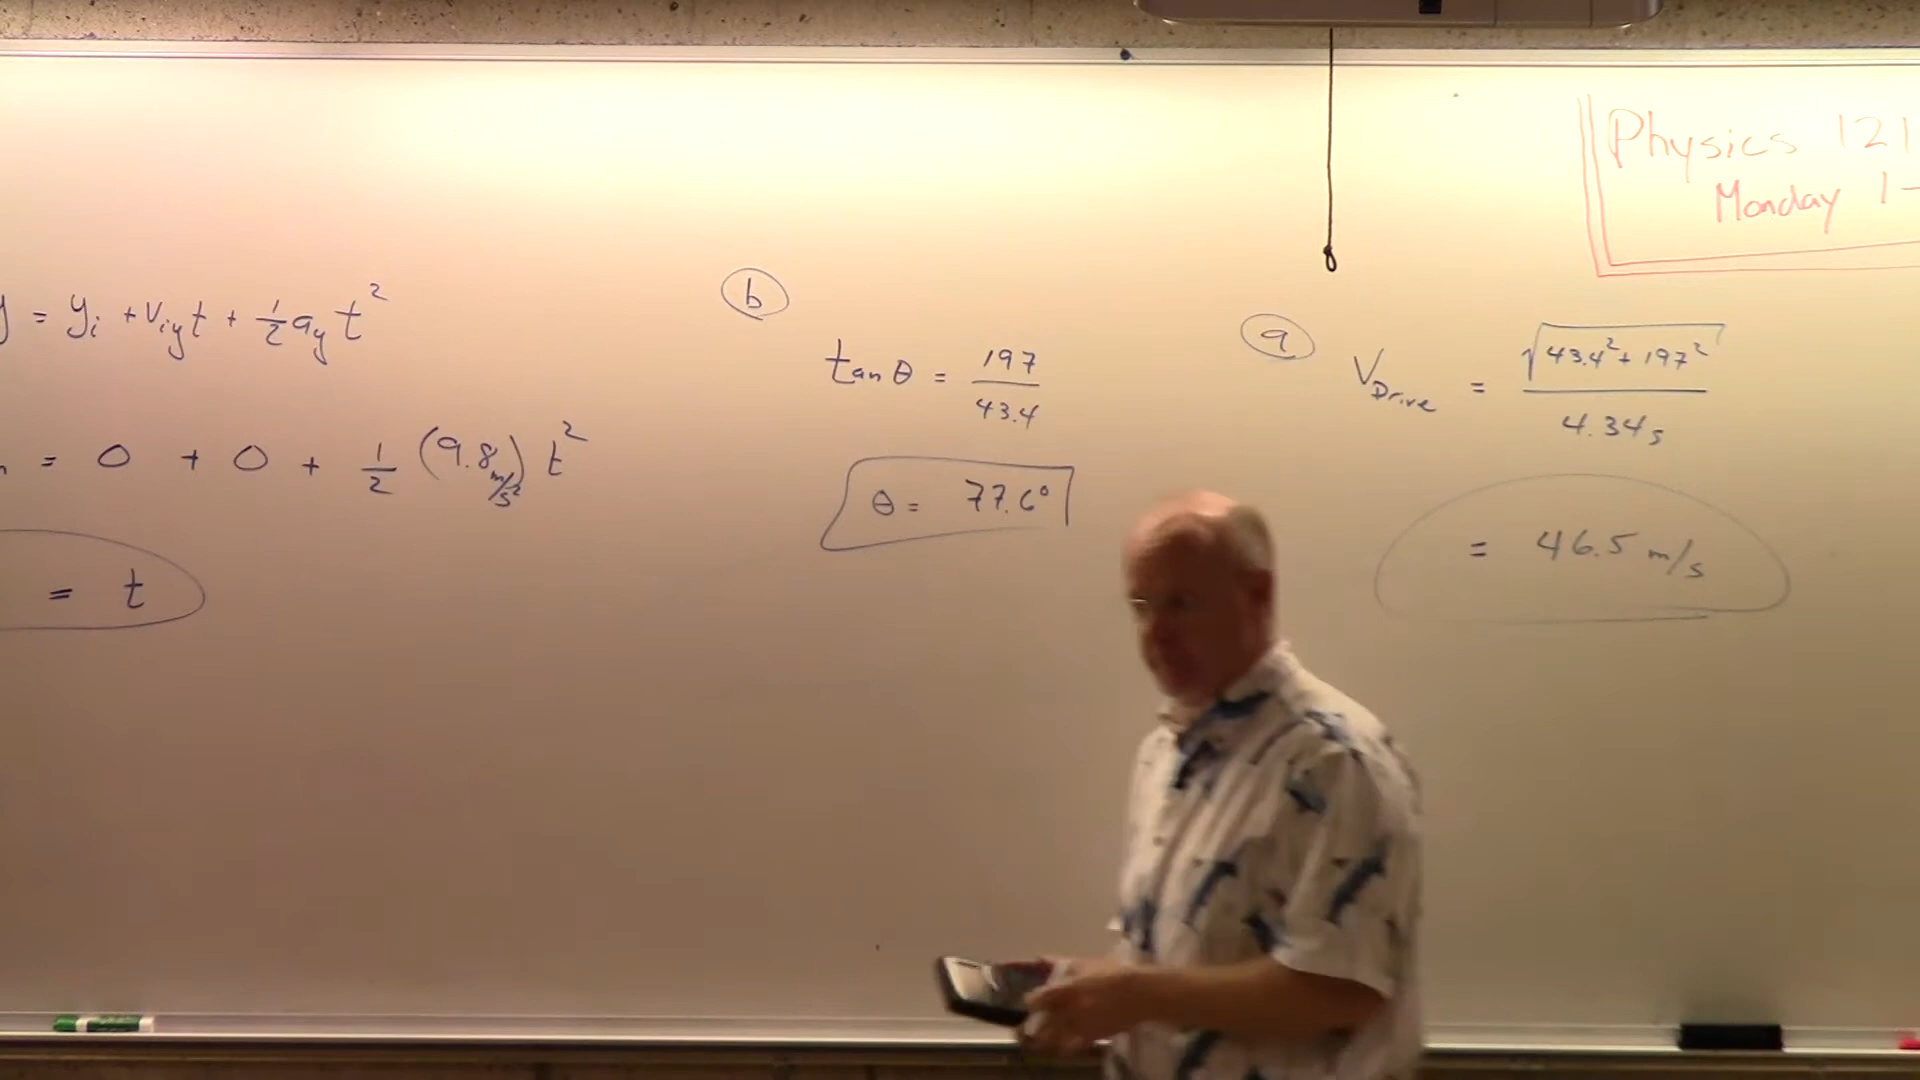 y = yᵢ + vᵢyt + ½ayt²
= 0 + 0 + ½ (9.8 m/s²) t²
= t
b
tanθ = 197/43.4
θ = 77.6°
a
VDrive = √(43.4² + 197²) / 4.34s
= 46.5 m/s
Physics 121
Monday 1-